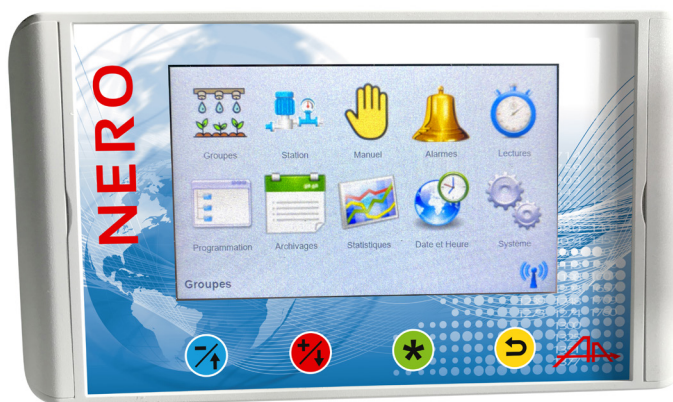 NERO
Groupes
Station
Manuel
Alarmes
Lectures
Programmation
Archivages
Statistiques
Date et Heure
Système
Groupes